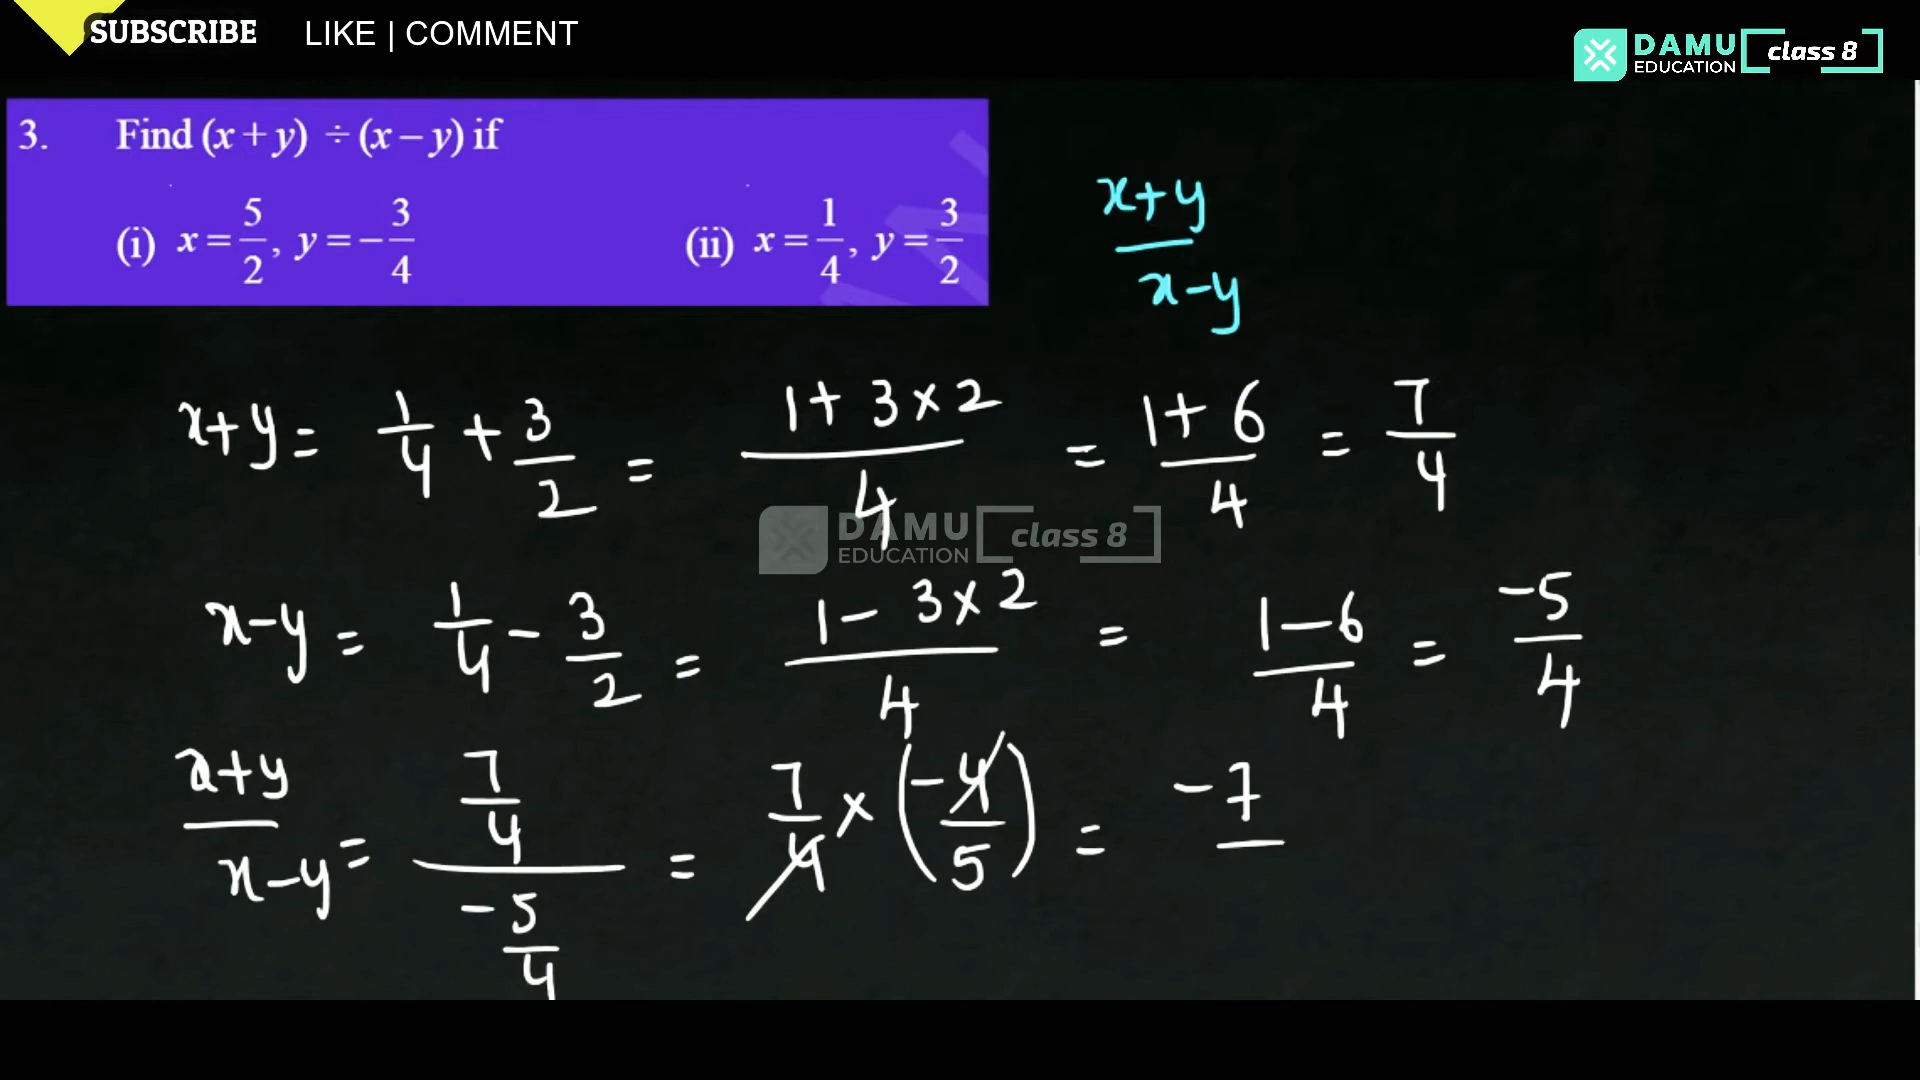 SUBSCRIBE LIKE | COMMENT
DAMU EDUCATION class 8
3. Find (x + y) ÷ (x − y) if
(i) x = 5/2, y = −3/4 (ii) x = 1/4, y = 3/2
x+y
x-y
x+y = 1/4 + 3/2 = (1 + 3×2)/4 = (1+6)/4 = 7/4
DAMU EDUCATION class 8
x-y = 1/4 - 3/2 = (1 - 3×2)/4 = (1-6)/4 = -5/4
x+y/x-y = 7/4/-5/4 = 7/4 × (-4/5) = -7